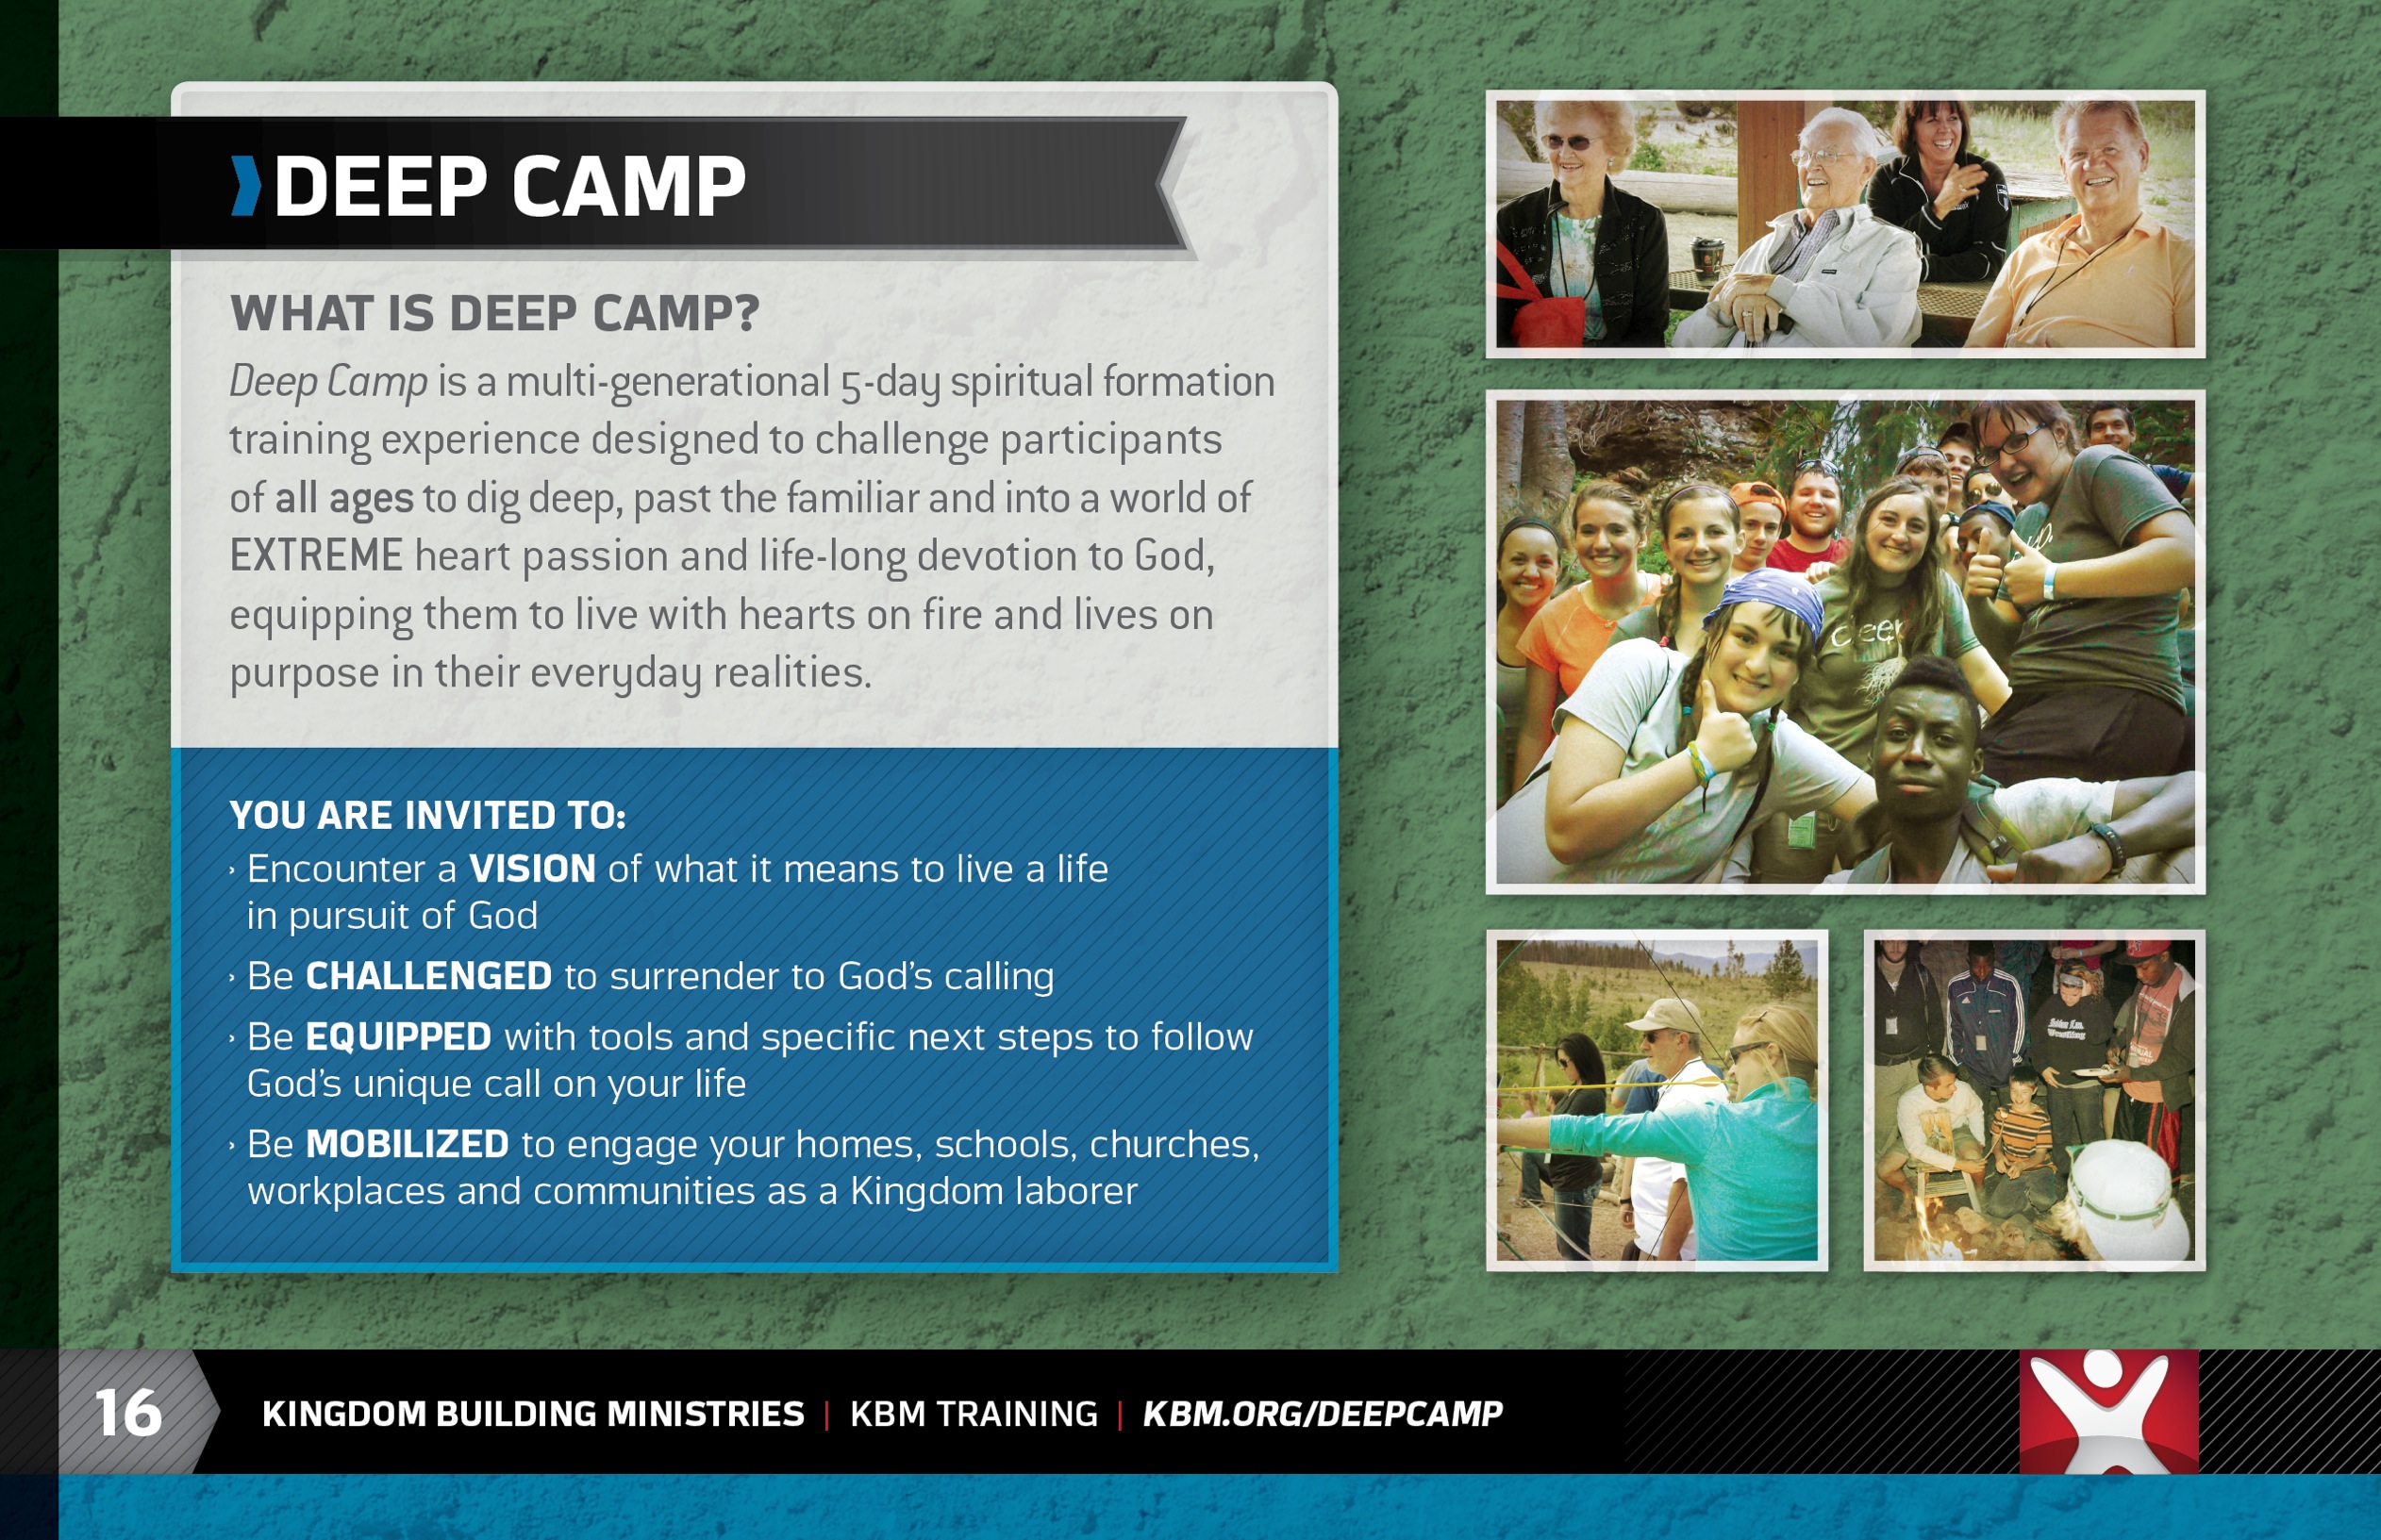 DEEP CAMP
WHAT IS DEEP CAMP?
Deep Camp is a multi-generational 5-day spiritual formation
training experience designed to challenge participants
of all ages to dig deep, past the familiar and into a world of
EXTREME heart passion and life-long devotion to God,
equipping them to live with hearts on fire and lives on
purpose in their everyday realities.
YOU ARE INVITED TO:
› Encounter a VISION of what it means to live a life
in pursuit of God
› Be CHALLENGED to surrender to God’s calling
› Be EQUIPPED with tools and specific next steps to follow
God’s unique call on your life
› Be MOBILIZED to engage your homes, schools, churches,
workplaces and communities as a Kingdom laborer
deep
Wrestling
16
KINGDOM BUILDING MINISTRIES | KBM TRAINING | KBM.ORG/DEEPCAMP